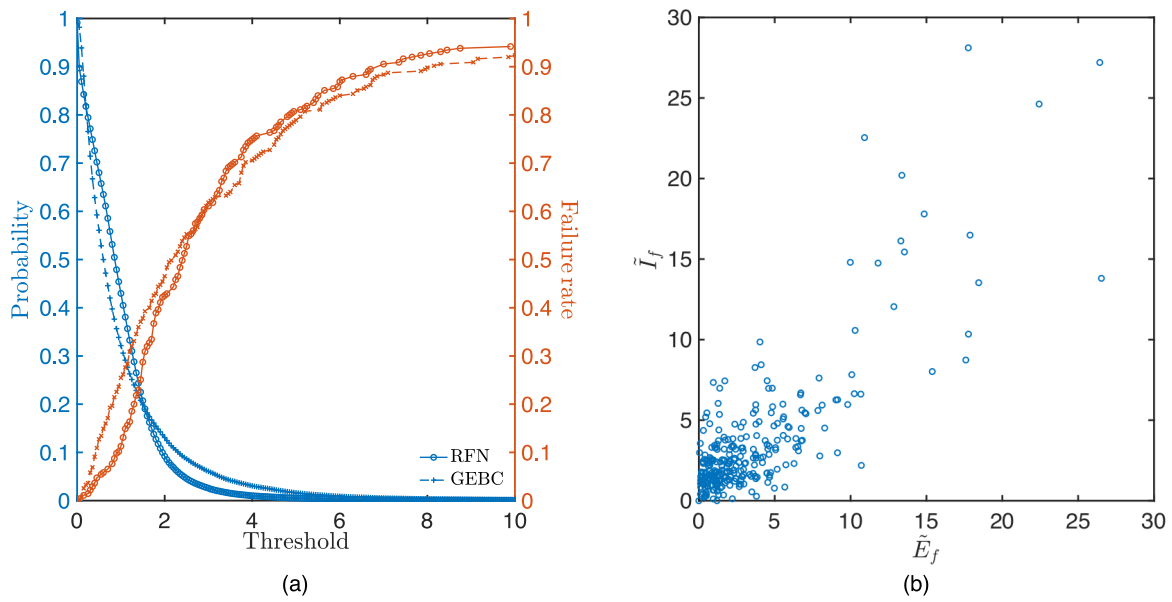 1 1
0.9 0.9
0.8 0.8
0.7 0.7
0.6 0.6
0.5 0.5
0.4 0.4
0.3 0.3
0.2 0.2
0.1 0.1
0 0
Probability
Failure rate
RFN
GEBC
0 2 4 6 8 10
Threshold
(a)
30
25
20
15
10
5
0
Ĩ_f
0 5 10 15 20 25 30
Ẽ_f
(b)